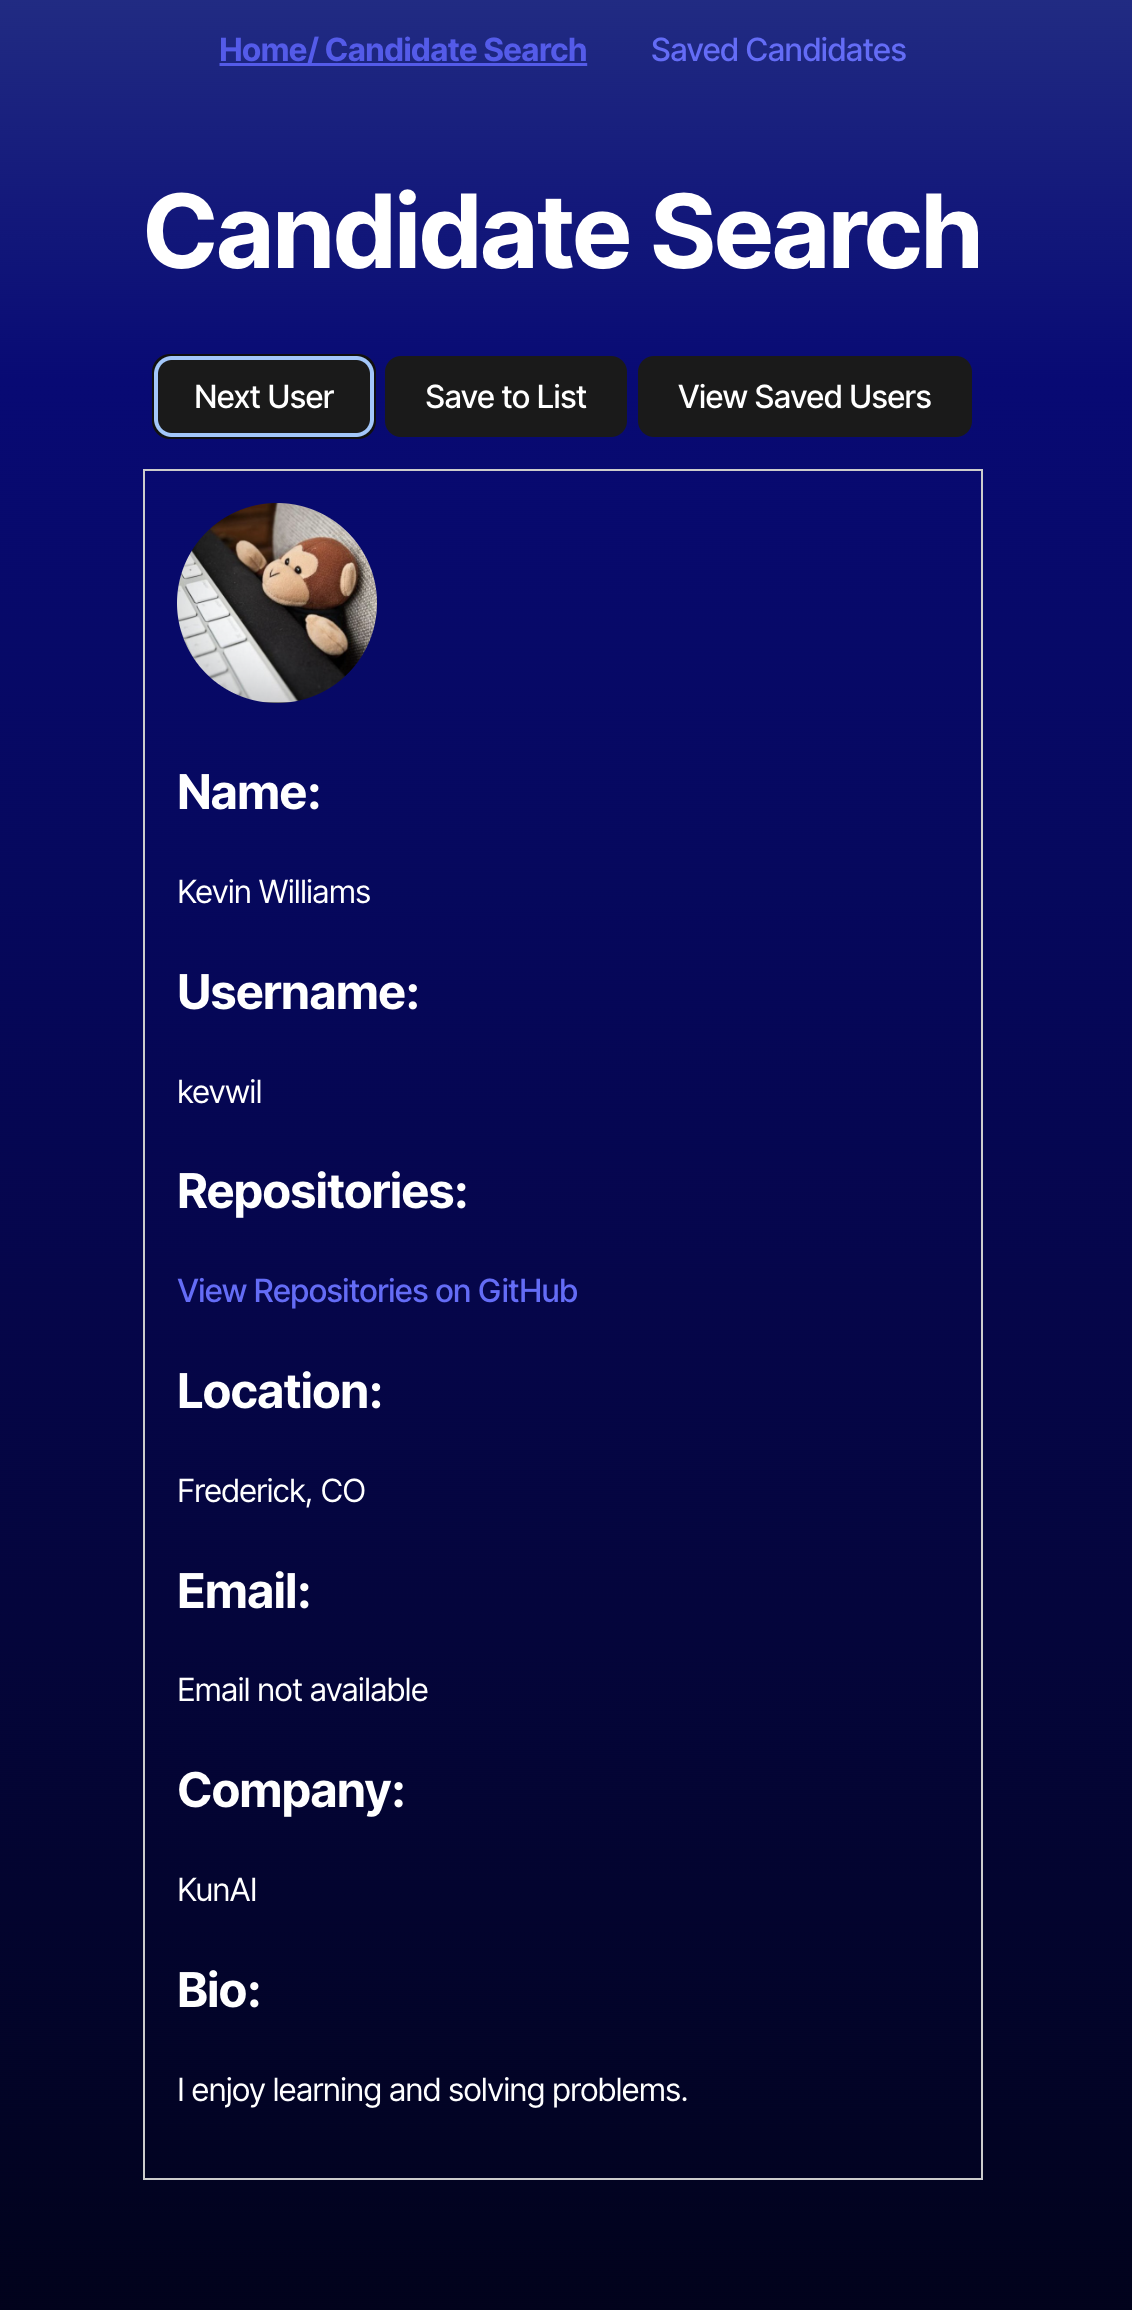 Home/ Candidate Search Saved Candidates
Candidate Search
Next User Save to List View Saved Users
Name:
Kevin Williams
Username:
kevwil
Repositories:
View Repositories on GitHub
Location:
Frederick, CO
Email:
Email not available
Company:
KunAI
Bio:
I enjoy learning and solving problems.